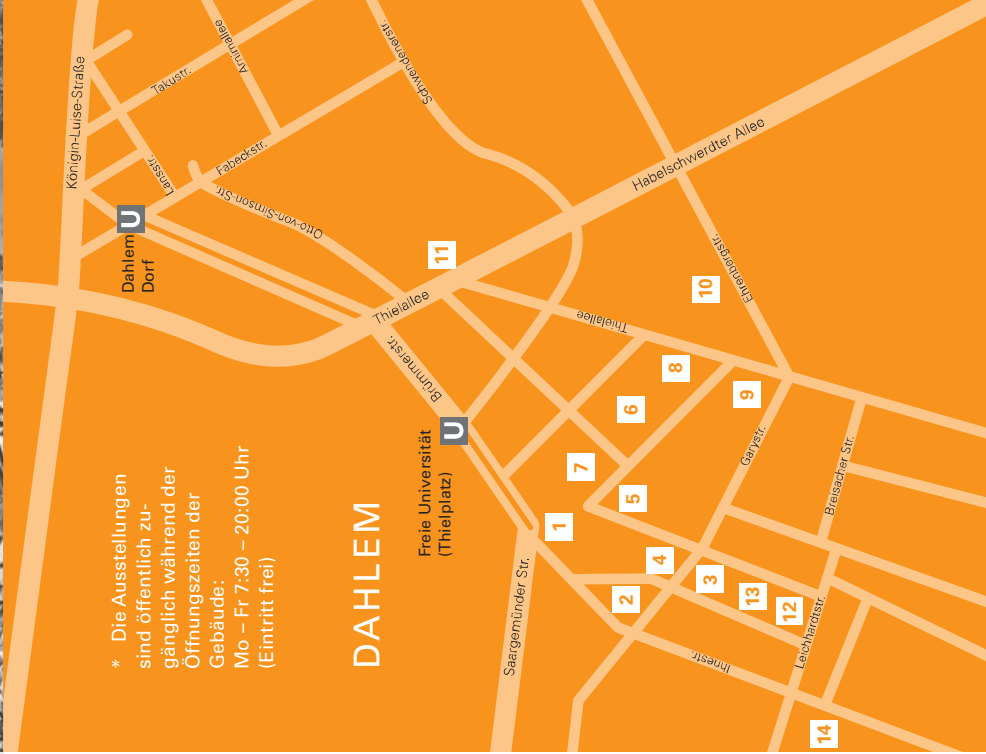 * Die Ausstellungen
sind öffentlich zu-
gänglich während der
Öffnungszeiten der
Gebäude:
Mo – Fr 7:30 – 20:00 Uhr
(Eintritt frei)
DAHLEM
Königin-Luise-Straße
Takustr.
Arnimallee
Lansstr.
Fabeckstr.
Schwendenerstr.
Otto-von-Simson-Str.
U
Dahlem
Dorf
Habelschwerdter Allee
Thielallee
Brümmerstr.
Thielallee
Ehrenbergstr.
U
Freie Universität
(Thielplatz)
Saargemünder Str.
Garystr.
Breisacher Str.
Leichhardtstr.
Innestr.
1
2
3
4
5
6
7
8
9
10
11
12
13
14